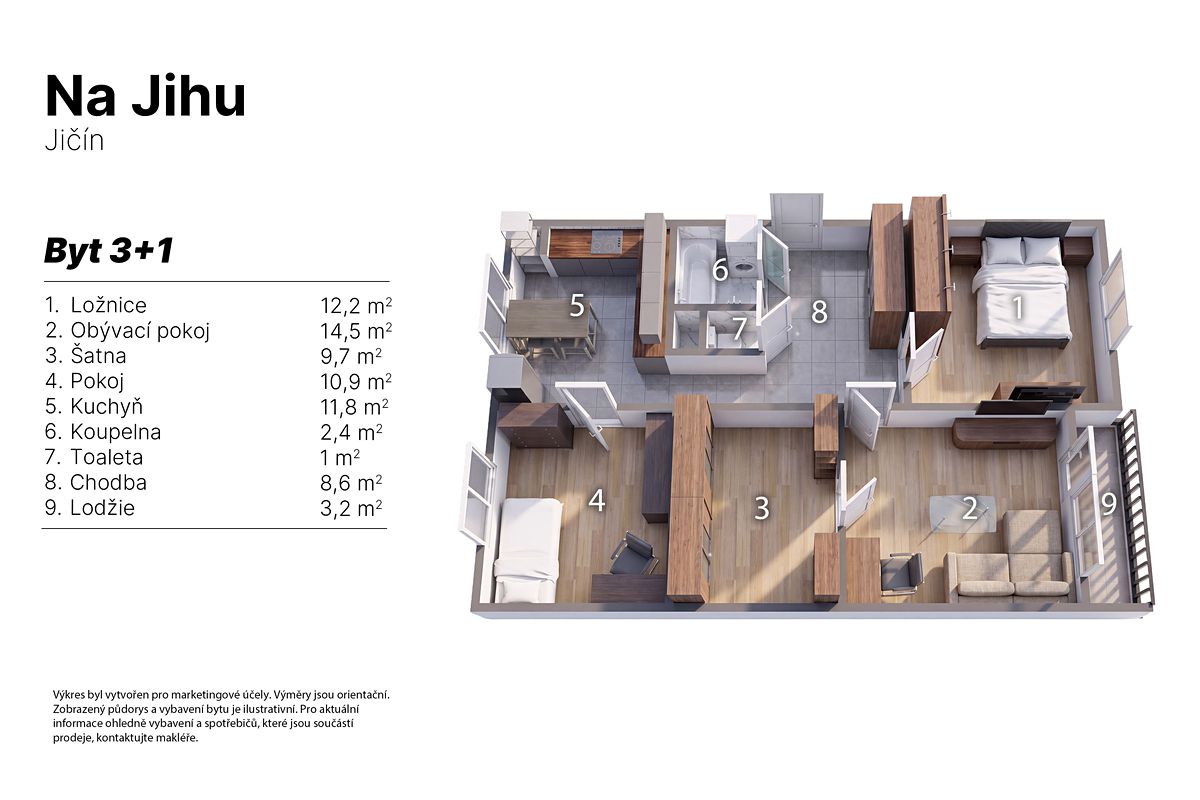 Na Jihu
Jičín
Byt 3+1
1. Ložnice 12,2 m²
2. Obývací pokoj 14,5 m²
3. Šatna 9,7 m²
4. Pokoj 10,9 m²
5. Kuchyň 11,8 m²
6. Koupelna 2,4 m²
7. Toaleta 1 m²
8. Chodba 8,6 m²
9. Lodžie 3,2 m²
5
6
7
8
1
4
3
2
9
Výkres byl vytvořen pro marketingové účely. Výměry jsou orientační.
Zobrazený půdorys a vybavení bytu je ilustrativní. Pro aktuální
informace ohledně vybavení a spotřebičů, které jsou součástí
prodeje, kontaktujte makléře.